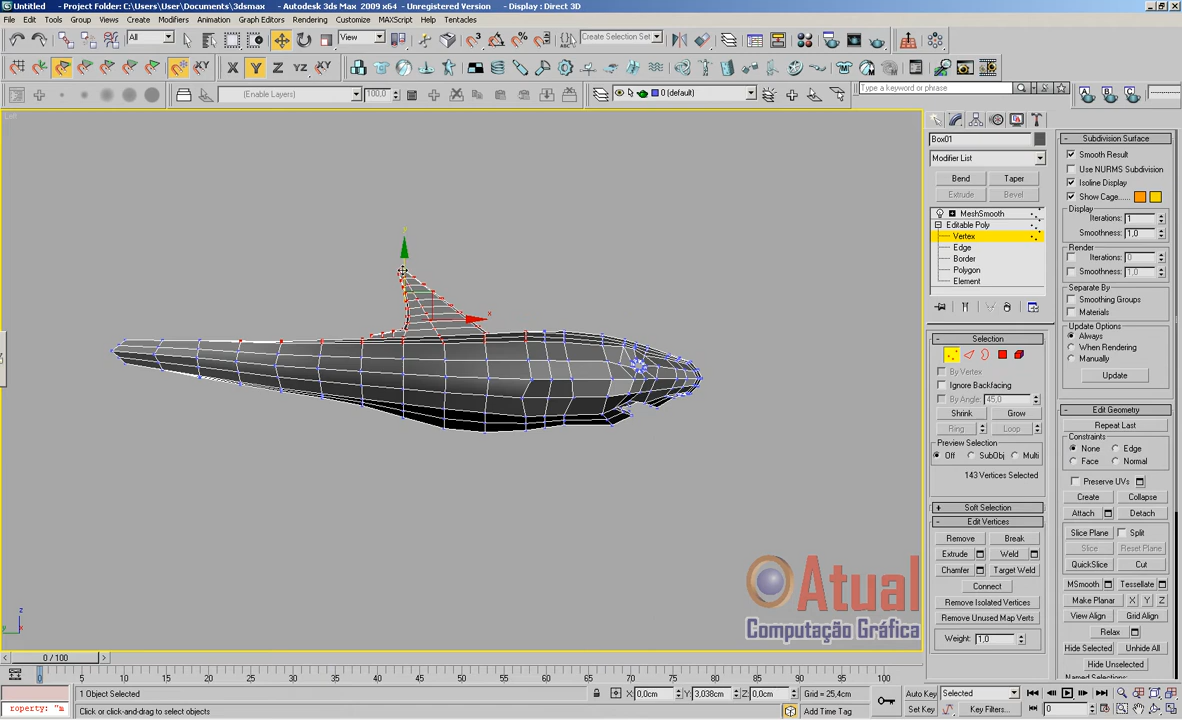 Untitled - Project Folder: C:\Users\User\Documents\3dsmax - Autodesk 3ds Max 2009 x64 - Unregistered Version - Display : Direct 3D
File Edit Tools Group Views Create Modifiers Animation Graph Editors Rendering Customize MAXScript Help Tentacles
All View Create Selection Set
X Y Z YZ XY
(Enable Layers) 100,0 0 (default) Type a keyword or phrase
Left
Box01
Modifier List
Bend Taper
Extrude Bevel
MeshSmooth
Editable Poly
Vertex
Edge
Border
Polygon
Element
Selection
By Vertex
Ignore Backfacing
By Angle: 45,0
Shrink Grow
Ring Loop
Preview Selection
Off SubObj Multi
143 Vertices Selected
Soft Selection
Edit Vertices
Remove Break
Extrude Weld
Chamfer Target Weld
Connect
Remove Isolated Vertices
Remove Unused Map Verts
Weight: 1,0
Subdivision Surface
Smooth Result
Use NURMS Subdivision
Isoline Display
Show Cage......
Display
Iterations: 1
Smoothness: 1,0
Render
Iterations: 0
Smoothness: 1,0
Separate By
Smoothing Groups
Materials
Update Options
Always
When Rendering
Manually
Update
Edit Geometry
Repeat Last
Constraints
None Edge
Face Normal
Preserve UVs
Create Collapse
Attach Detach
Slice Plane Split
Slice Reset Plane
QuickSlice Cut
MSmooth Tessellate
Make Planar X Y Z
View Align Grid Align
Relax
Hide Selected Unhide All
Hide Unselected
Named Selections:
Atual
Computação Gráfica
0 / 100
0 5 10 15 20 25 30 35 40 45 50 55 60 65 70 75 80 85 90 95 100
1 Object Selected X: 0,0cm Y: 3,038cm Z: 0,0cm Grid = 25,4cm Auto Key Selected
roperty: "m Click or click-and-drag to select objects Add Time Tag Set Key Key Filters... 0